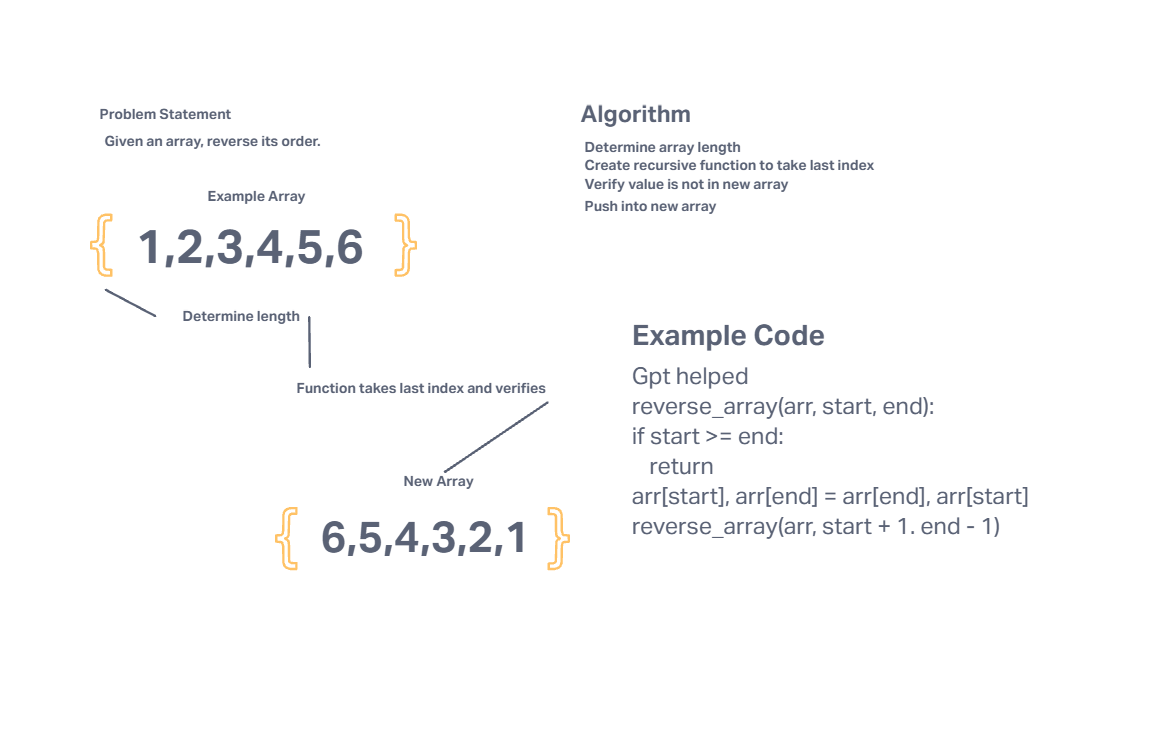 Problem Statement
Given an array, reverse its order.
Example Array
{ 1,2,3,4,5,6 }
Determine length
Function takes last index and verifies
New Array
{ 6,5,4,3,2,1 }
Algorithm
Determine array length
Create recursive function to take last index
Verify value is not in new array
Push into new array
Example Code
Gpt helped
reverse_array(arr, start, end):
if start >= end:
   return
arr[start], arr[end] = arr[end], arr[start]
reverse_array(arr, start + 1. end - 1)